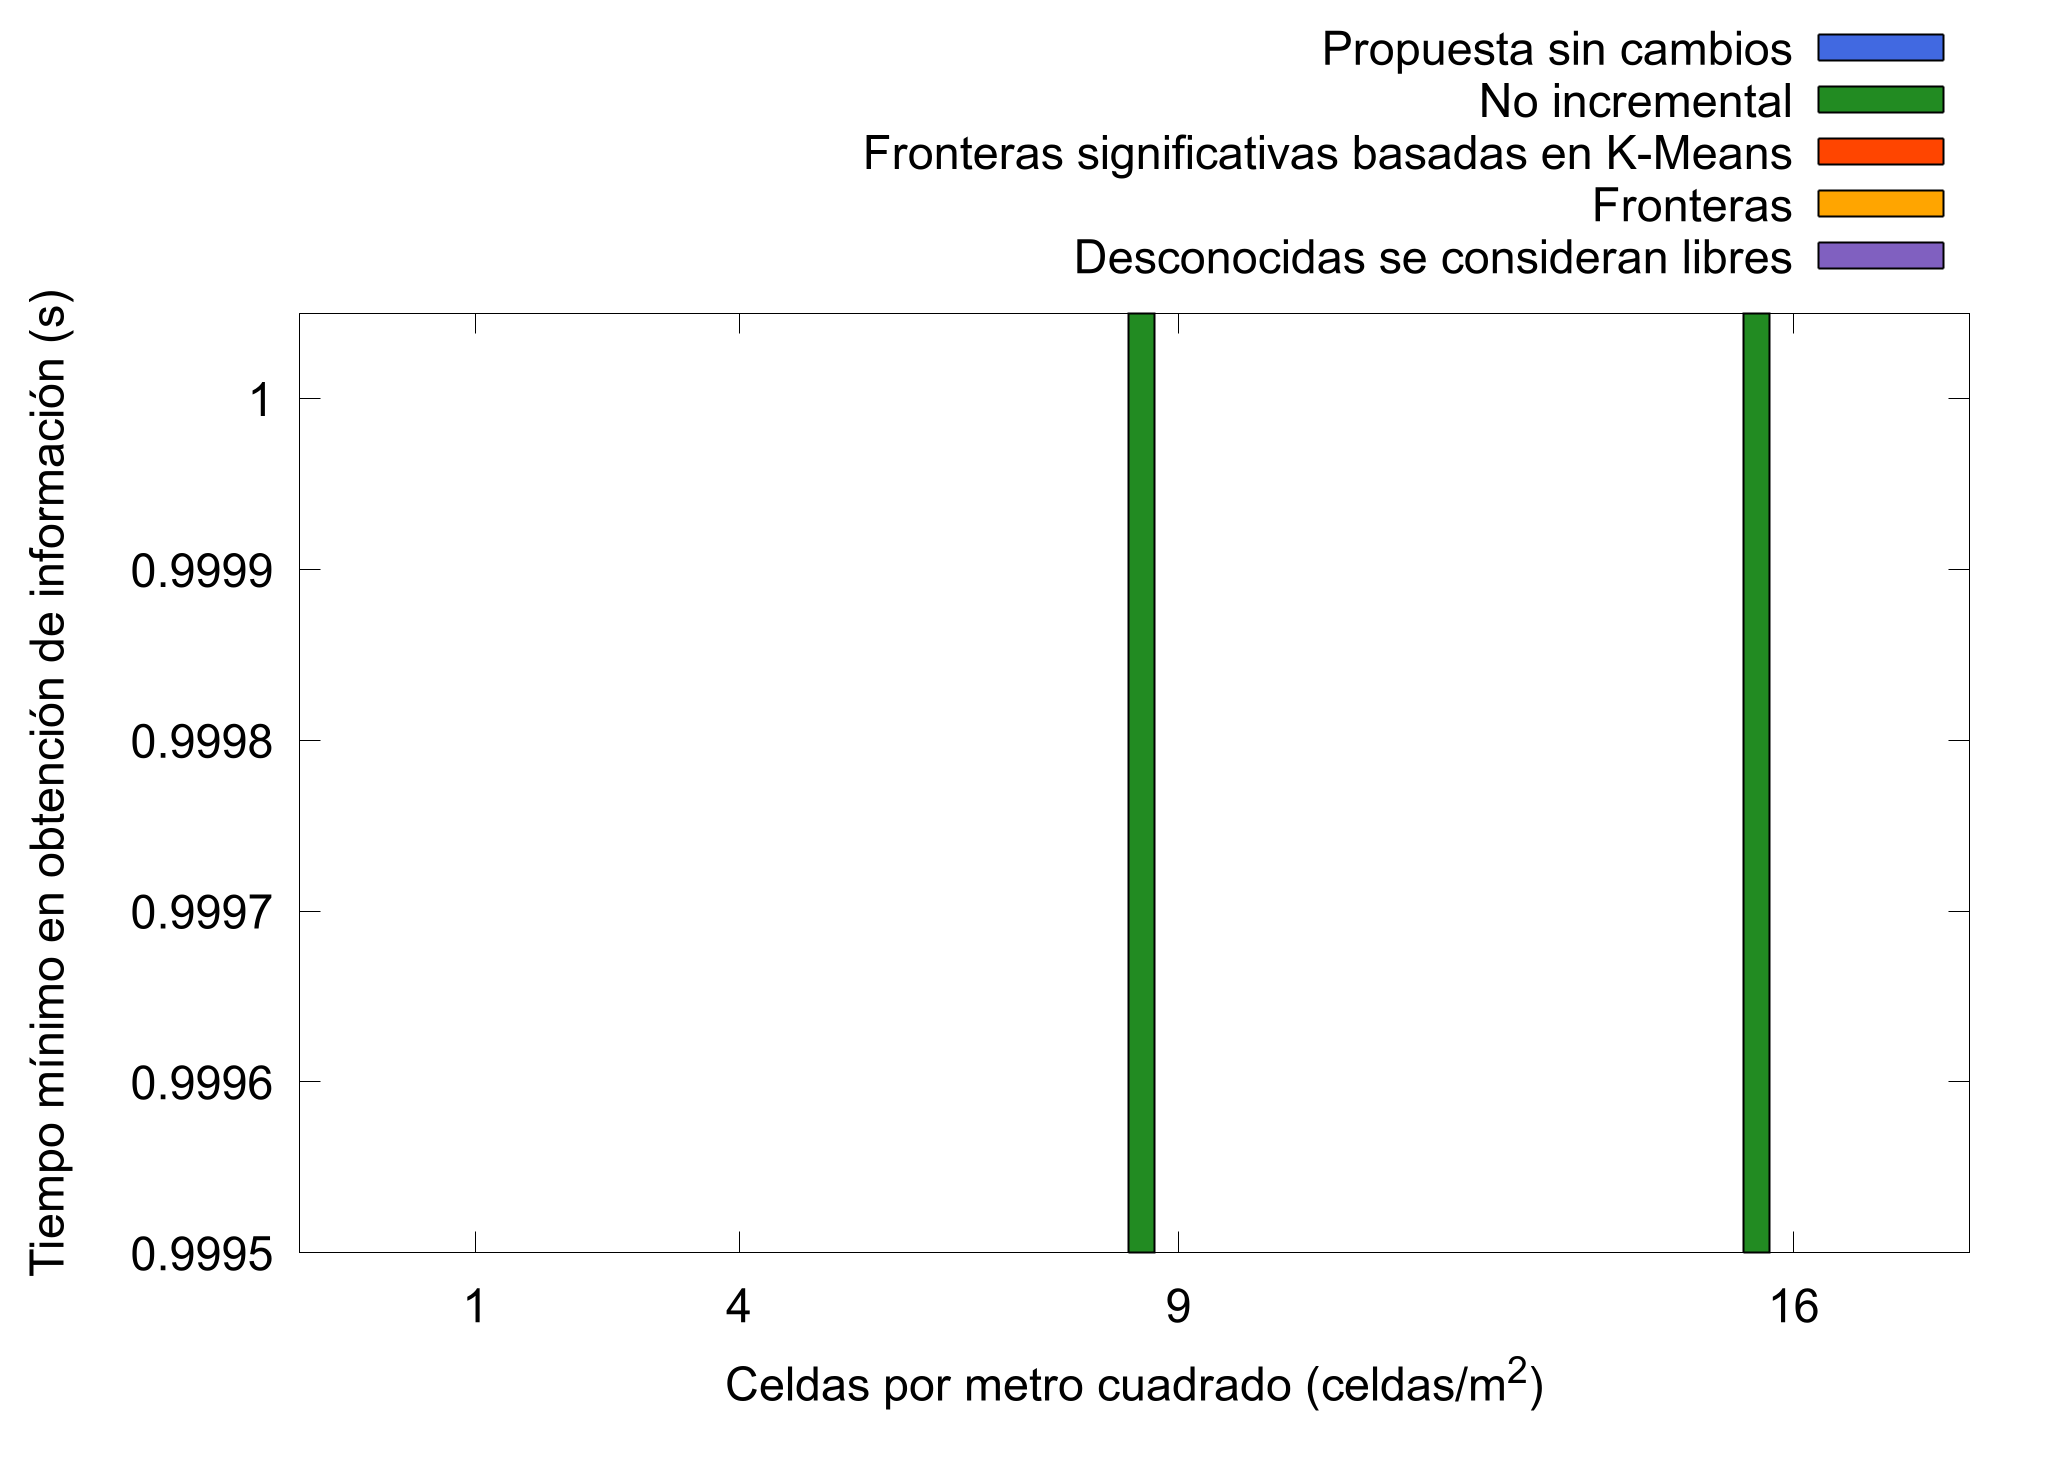 Propuesta sin cambios
No incremental
Fronteras significativas basadas en K-Means
Fronteras
Desconocidas se consideran libres
Tiempo mínimo en obtención de información (s)
1
0.9999
0.9998
0.9997
0.9996
0.9995
1 4 9 16
Celdas por metro cuadrado (celdas/m²)